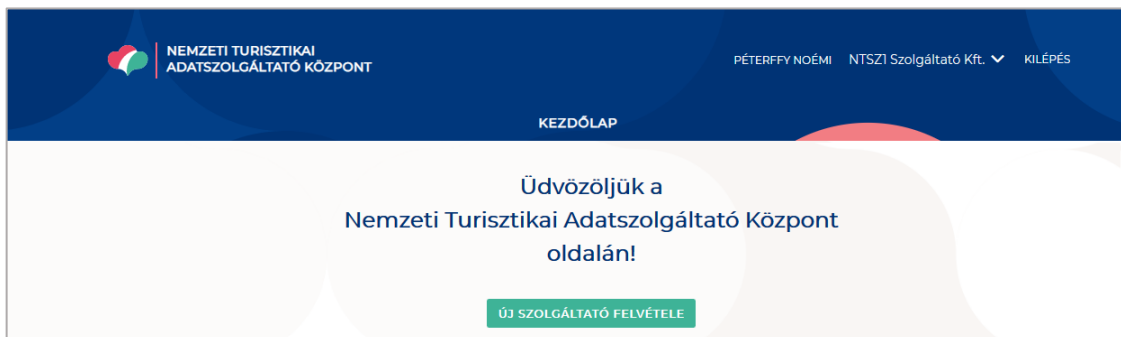 NEMZETI TURISZTIKAI
ADATSZOLGÁLTATÓ KÖZPONT
PÉTERFFY NOÉMI NTSZ1 Szolgáltató Kft. KILÉPÉS
KEZDŐLAP
Üdvözöljük a
Nemzeti Turisztikai Adatszolgáltató Központ
oldalán!
ÚJ SZOLGÁLTATÓ FELVÉTELE